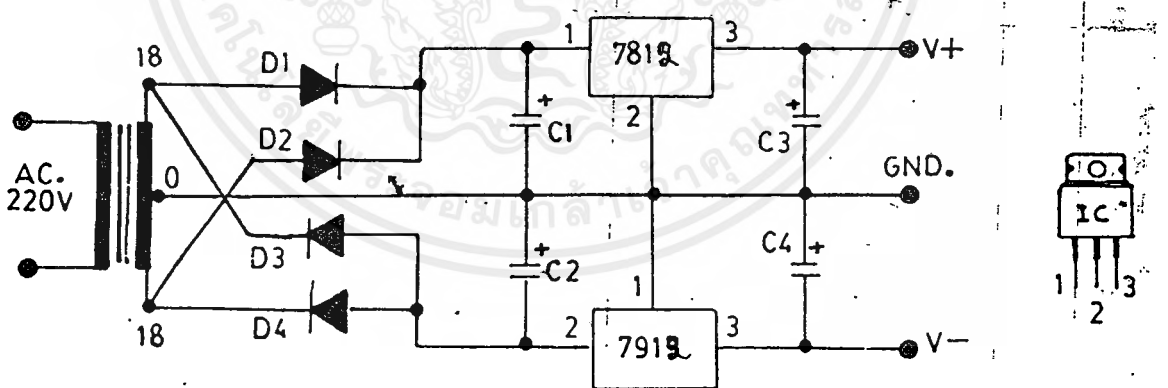 18
D1
D2
AC.
220V
0
D3
D4
18
1
7812
3
2
+
C1
+
C3
V+
GND.
+
C2
C4
+
1
2
7912
3
V-
IC
1
2
3